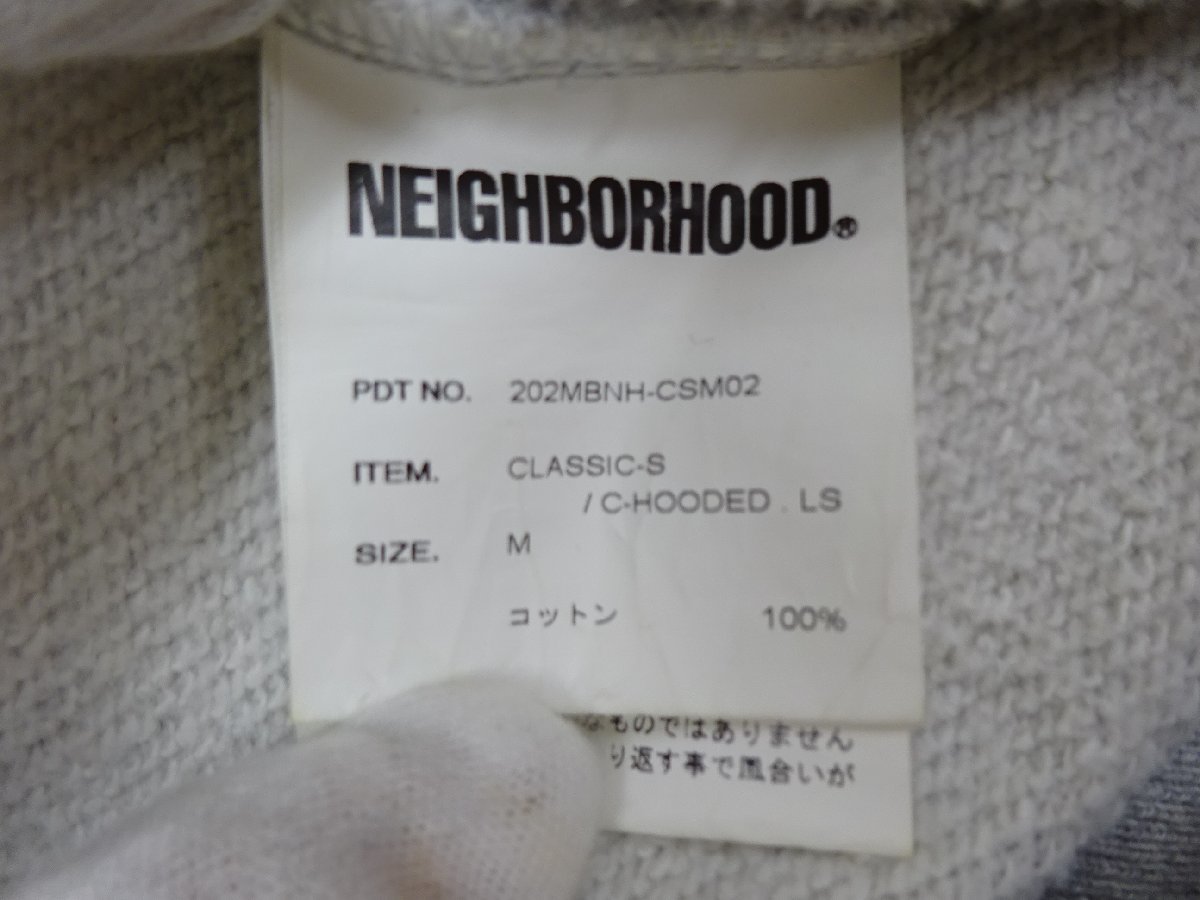 NEIGHBORHOOD®
PDT NO. 202MBNH-CSM02
ITEM. CLASSIC-S
/ C-HOODED . LS
SIZE. M
コットン 100%
なものではありません
り返す事で風合いが